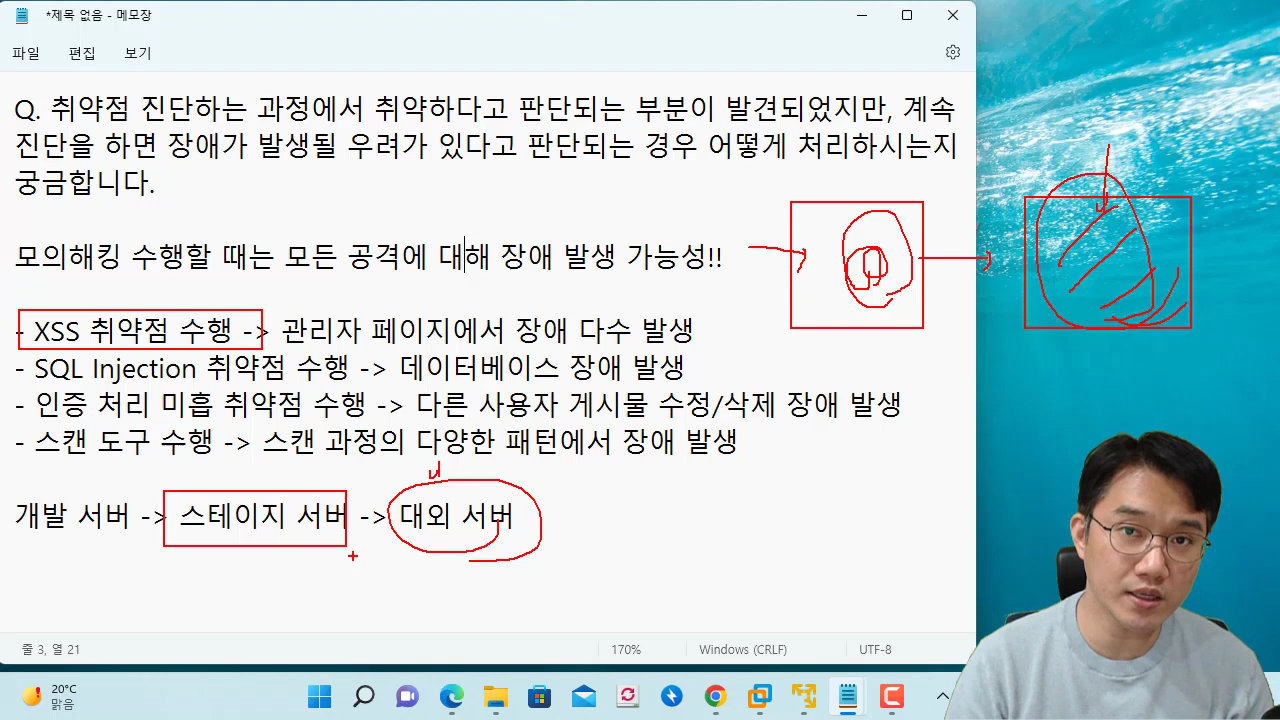 *제목 없음 - 메모장
파일 편집 보기
Q. 취약점 진단하는 과정에서 취약하다고 판단되는 부분이 발견되었지만, 계속
진단을 하면 장애가 발생될 우려가 있다고 판단되는 경우 어떻게 처리하시는지
궁금합니다.
모의해킹 수행할 때는 모든 공격에 대해 장애 발생 가능성!!
- XSS 취약점 수행 -> 관리자 페이지에서 장애 다수 발생
- SQL Injection 취약점 수행 -> 데이터베이스 장애 발생
- 인증 처리 미흡 취약점 수행 -> 다른 사용자 게시물 수정/삭제 장애 발생
- 스캔 도구 수행 -> 스캔 과정의 다양한 패턴에서 장애 발생
개발 서버 -> 스테이지 서버 -> 대외 서버
줄 3, 열 21 170% Windows (CRLF) UTF-8
20°C
맑음